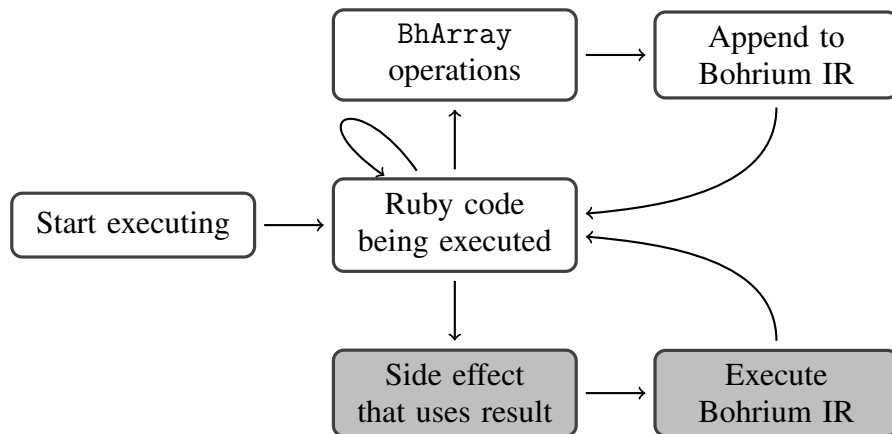 BhArray
operations
Append to
Bohrium IR
Start executing
Ruby code
being executed
Side effect
that uses result
Execute
Bohrium IR